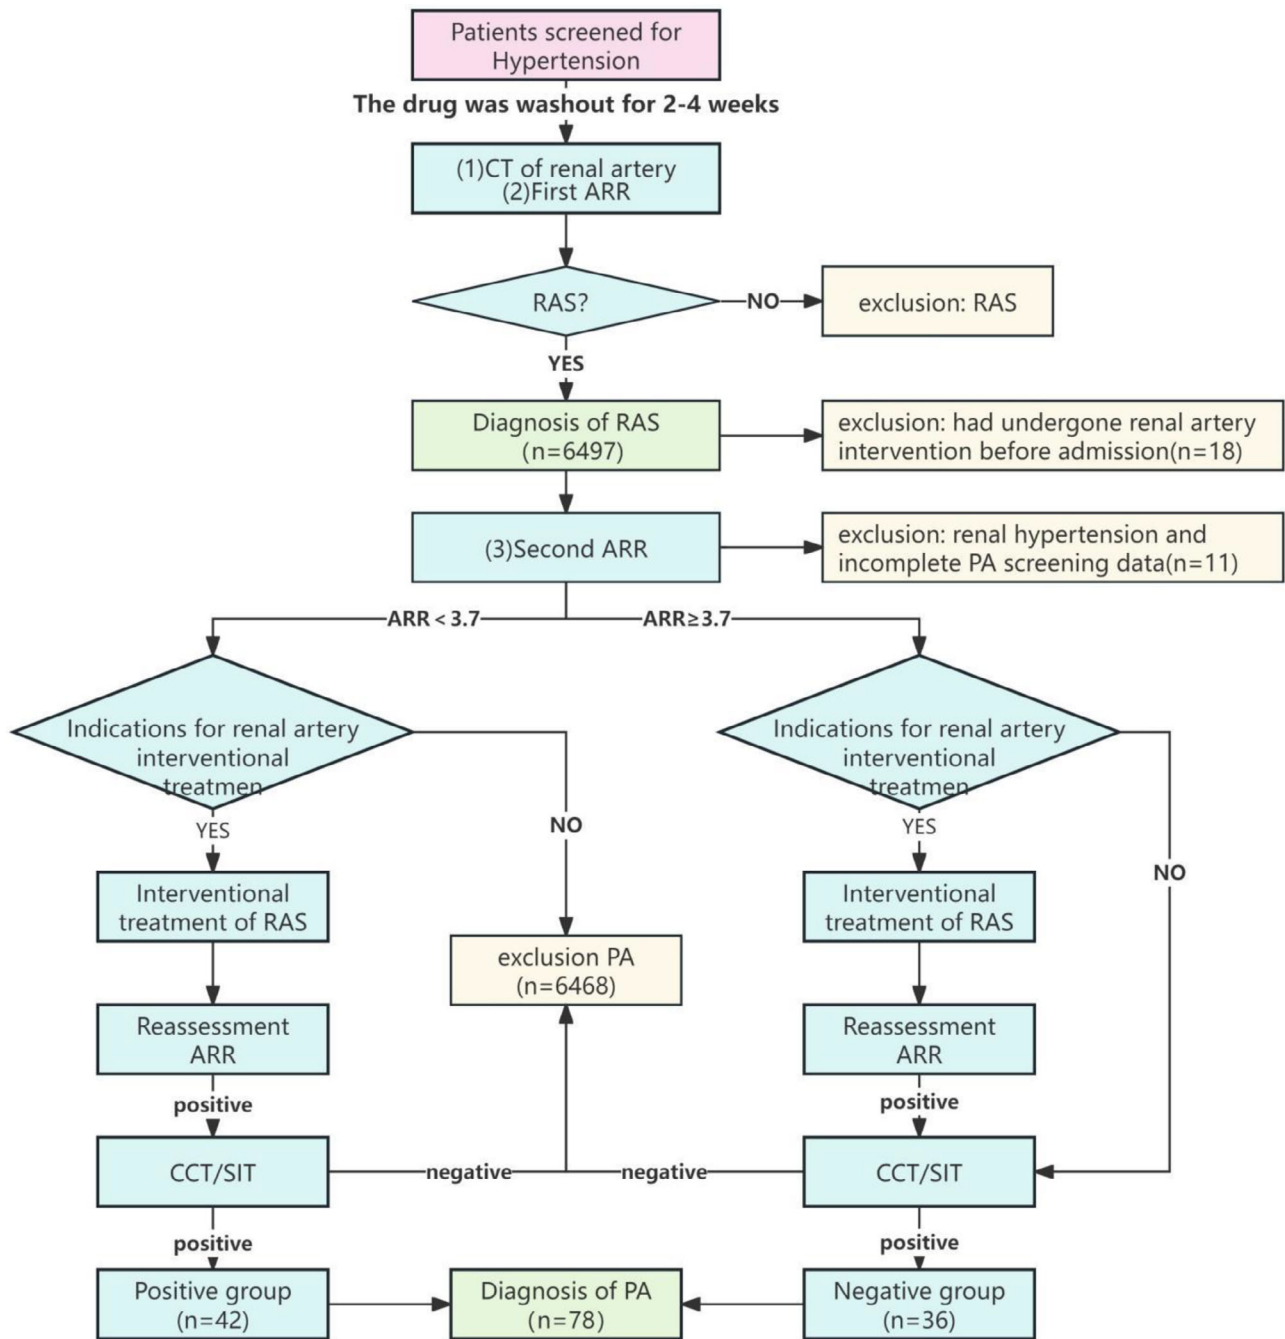 Patients screened for
Hypertension
The drug was washout for 2-4 weeks
(1)CT of renal artery
(2)First ARR
RAS?
NO
exclusion: RAS
YES
Diagnosis of RAS
(n=6497)
exclusion: had undergone renal artery
intervention before admission(n=18)
(3)Second ARR
exclusion: renal hypertension and
incomplete PA screening data(n=11)
ARR<3.7
ARR≥3.7
Indications for renal artery
interventional
treatmen
Indications for renal artery
interventional
treatmen
YES
NO
YES
NO
Interventional
treatment of RAS
Interventional
treatment of RAS
exclusion PA
(n=6468)
Reassessment
ARR
Reassessment
ARR
positive
positive
CCT/SIT
negative
negative
CCT/SIT
positive
positive
Positive group
(n=42)
Diagnosis of PA
(n=78)
Negative group
(n=36)